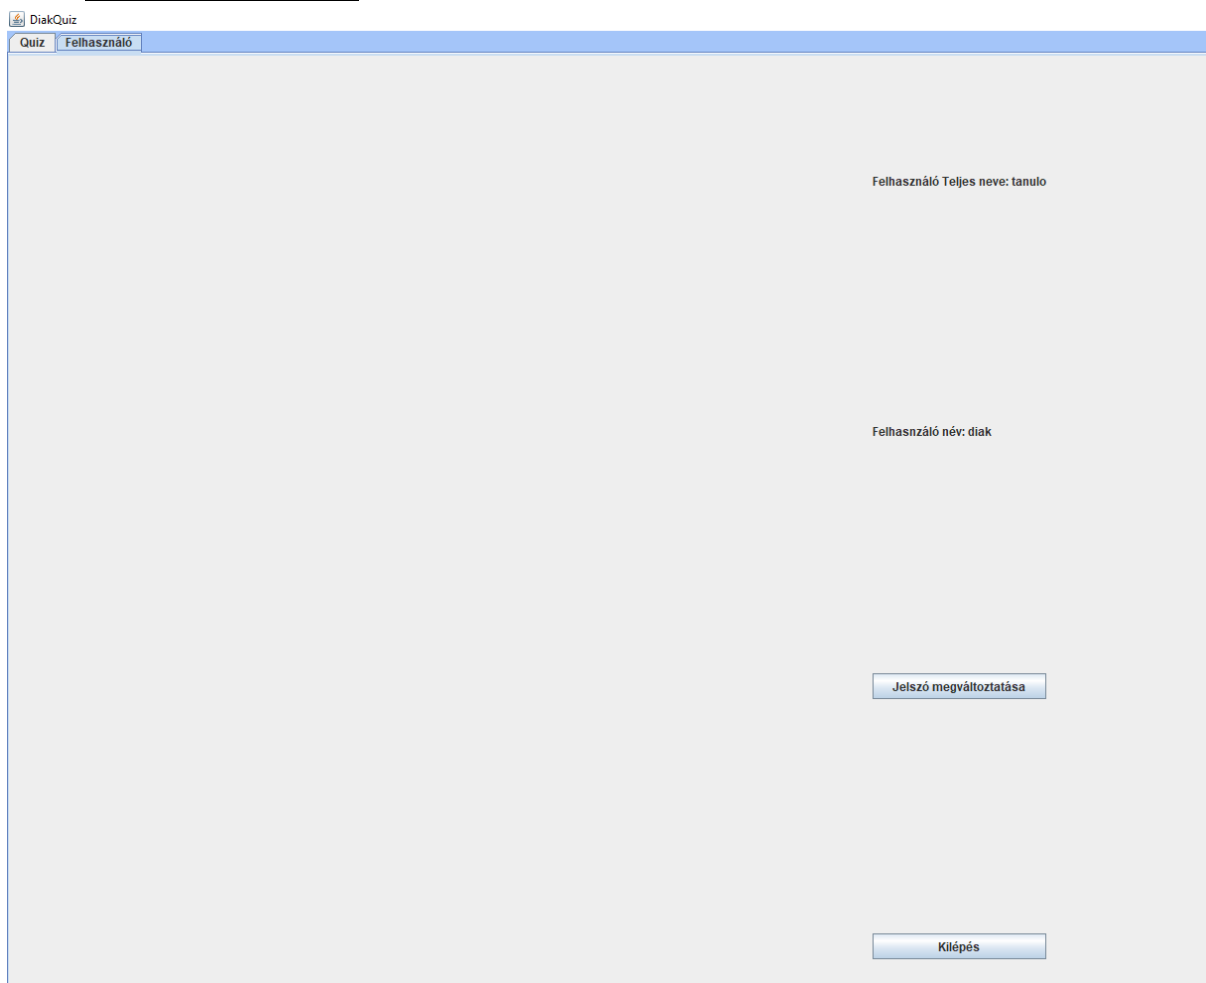 DiakQuiz
Quiz Felhasználó
Felhasználó Teljes neve: tanulo
Felhasnzáló név: diak
Jelszó megváltoztatása
Kilépés